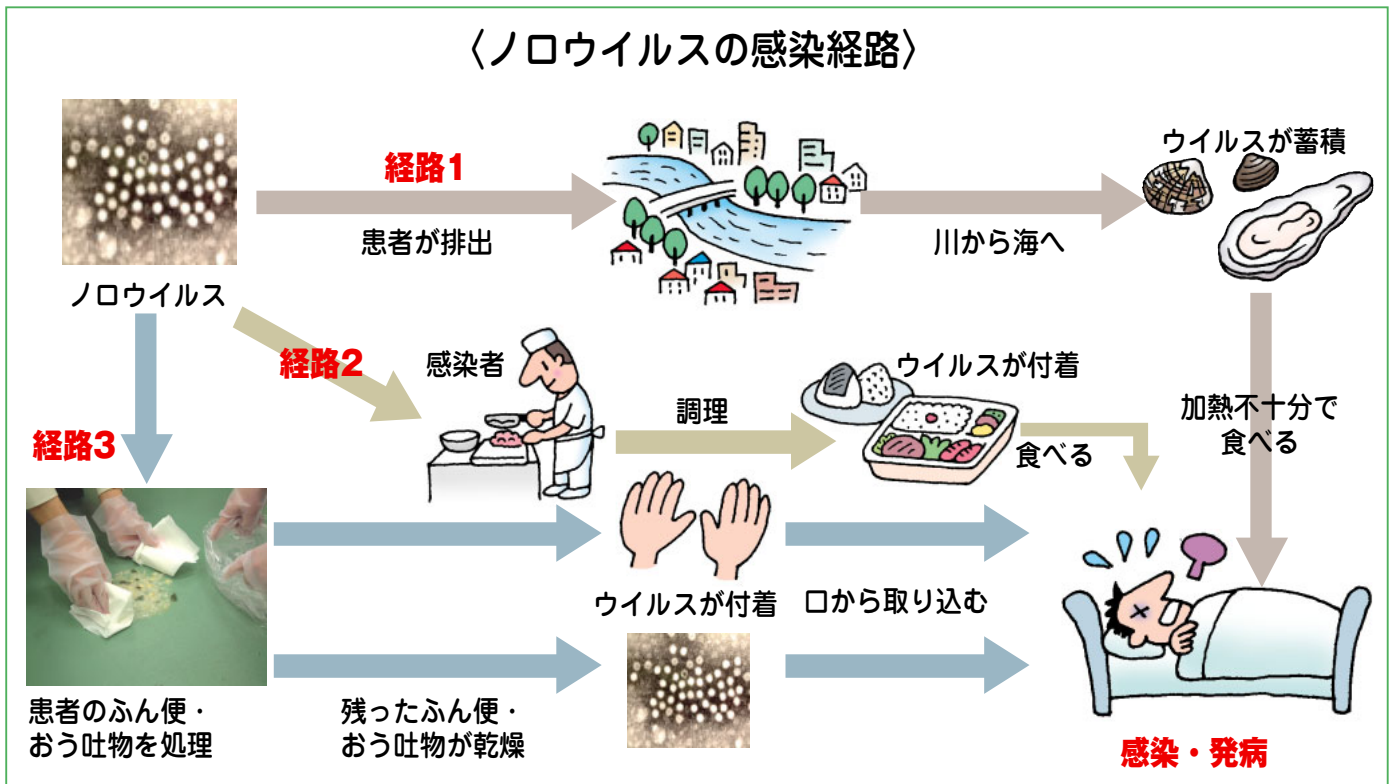 〈ノロウイルスの感染経路〉
ノロウイルス
経路1
患者が排出
川から海へ
ウイルスが蓄積
加熱不十分で
食べる
経路2
感染者
調理
ウイルスが付着
食べる
経路3
患者のふん便・
おう吐物を処理
ウイルスが付着
口から取り込む
残ったふん便・
おう吐物が乾燥
感染・発病